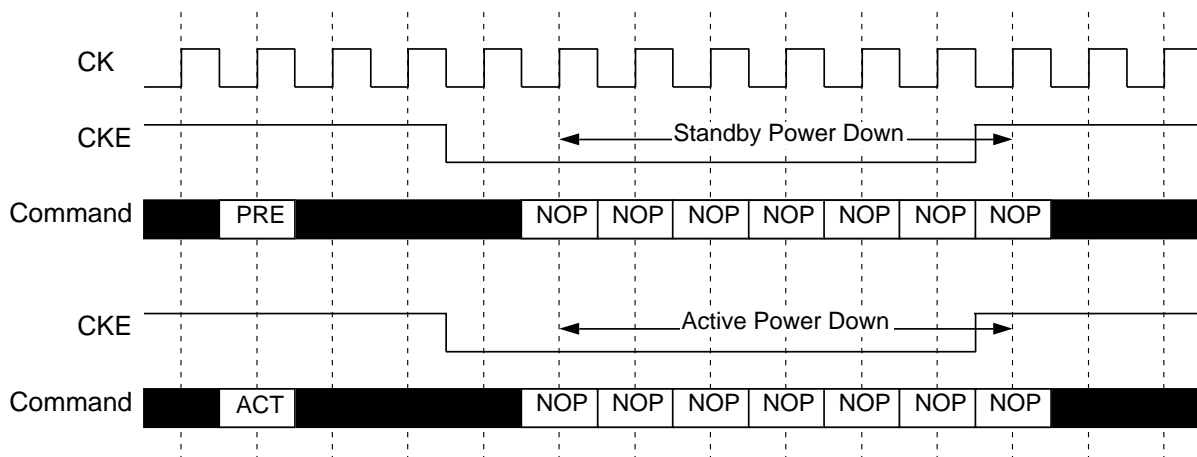 CK
CKE
Standby Power Down
Command
PRE
NOP NOP NOP NOP NOP NOP NOP
CKE
Active Power Down
Command
ACT
NOP NOP NOP NOP NOP NOP NOP